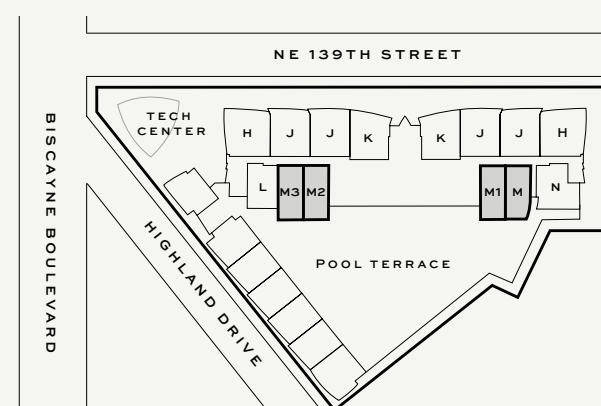 NE 139TH STREET
TECH
CENTER
H
J
J
K
K
J
J
H
L
M3
M2
M1
M
N
POOL TERRACE
BISCAYNE BOULEVARD
HIGHLAND DRIVE